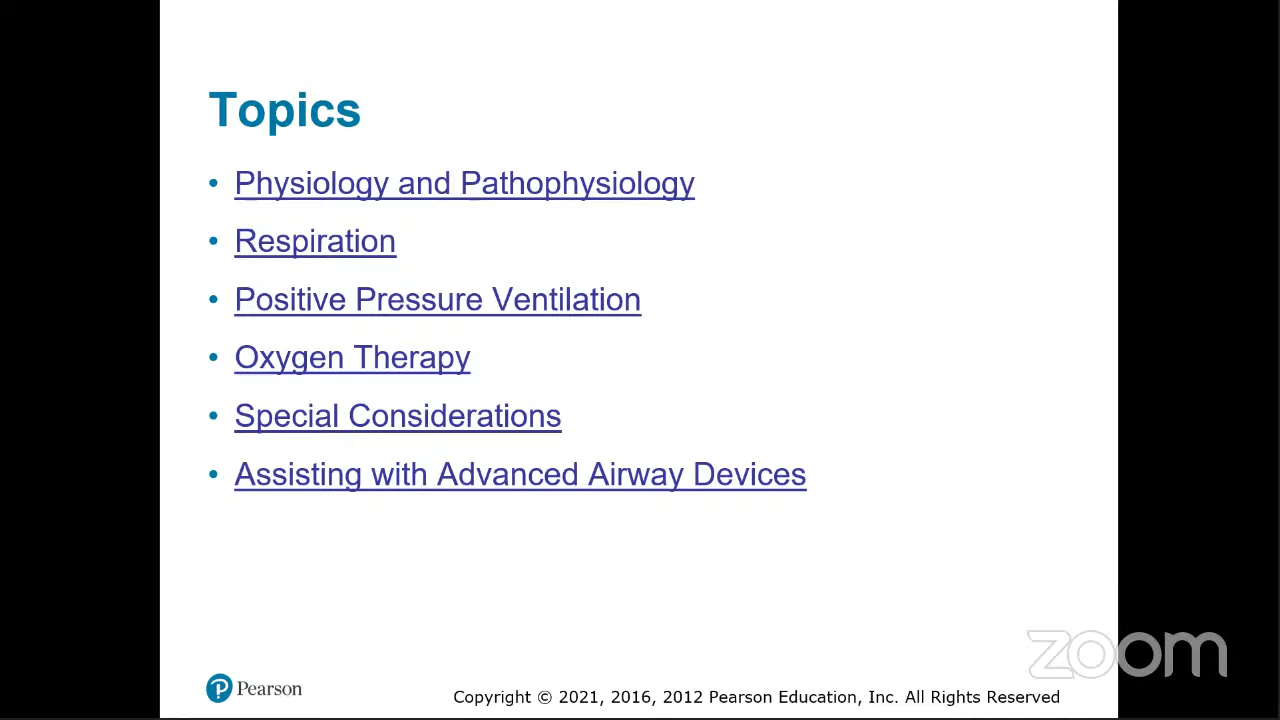 Topics
• Physiology and Pathophysiology
• Respiration
• Positive Pressure Ventilation
• Oxygen Therapy
• Special Considerations
• Assisting with Advanced Airway Devices
zoom
Pearson
Copyright © 2021, 2016, 2012 Pearson Education, Inc. All Rights Reserved